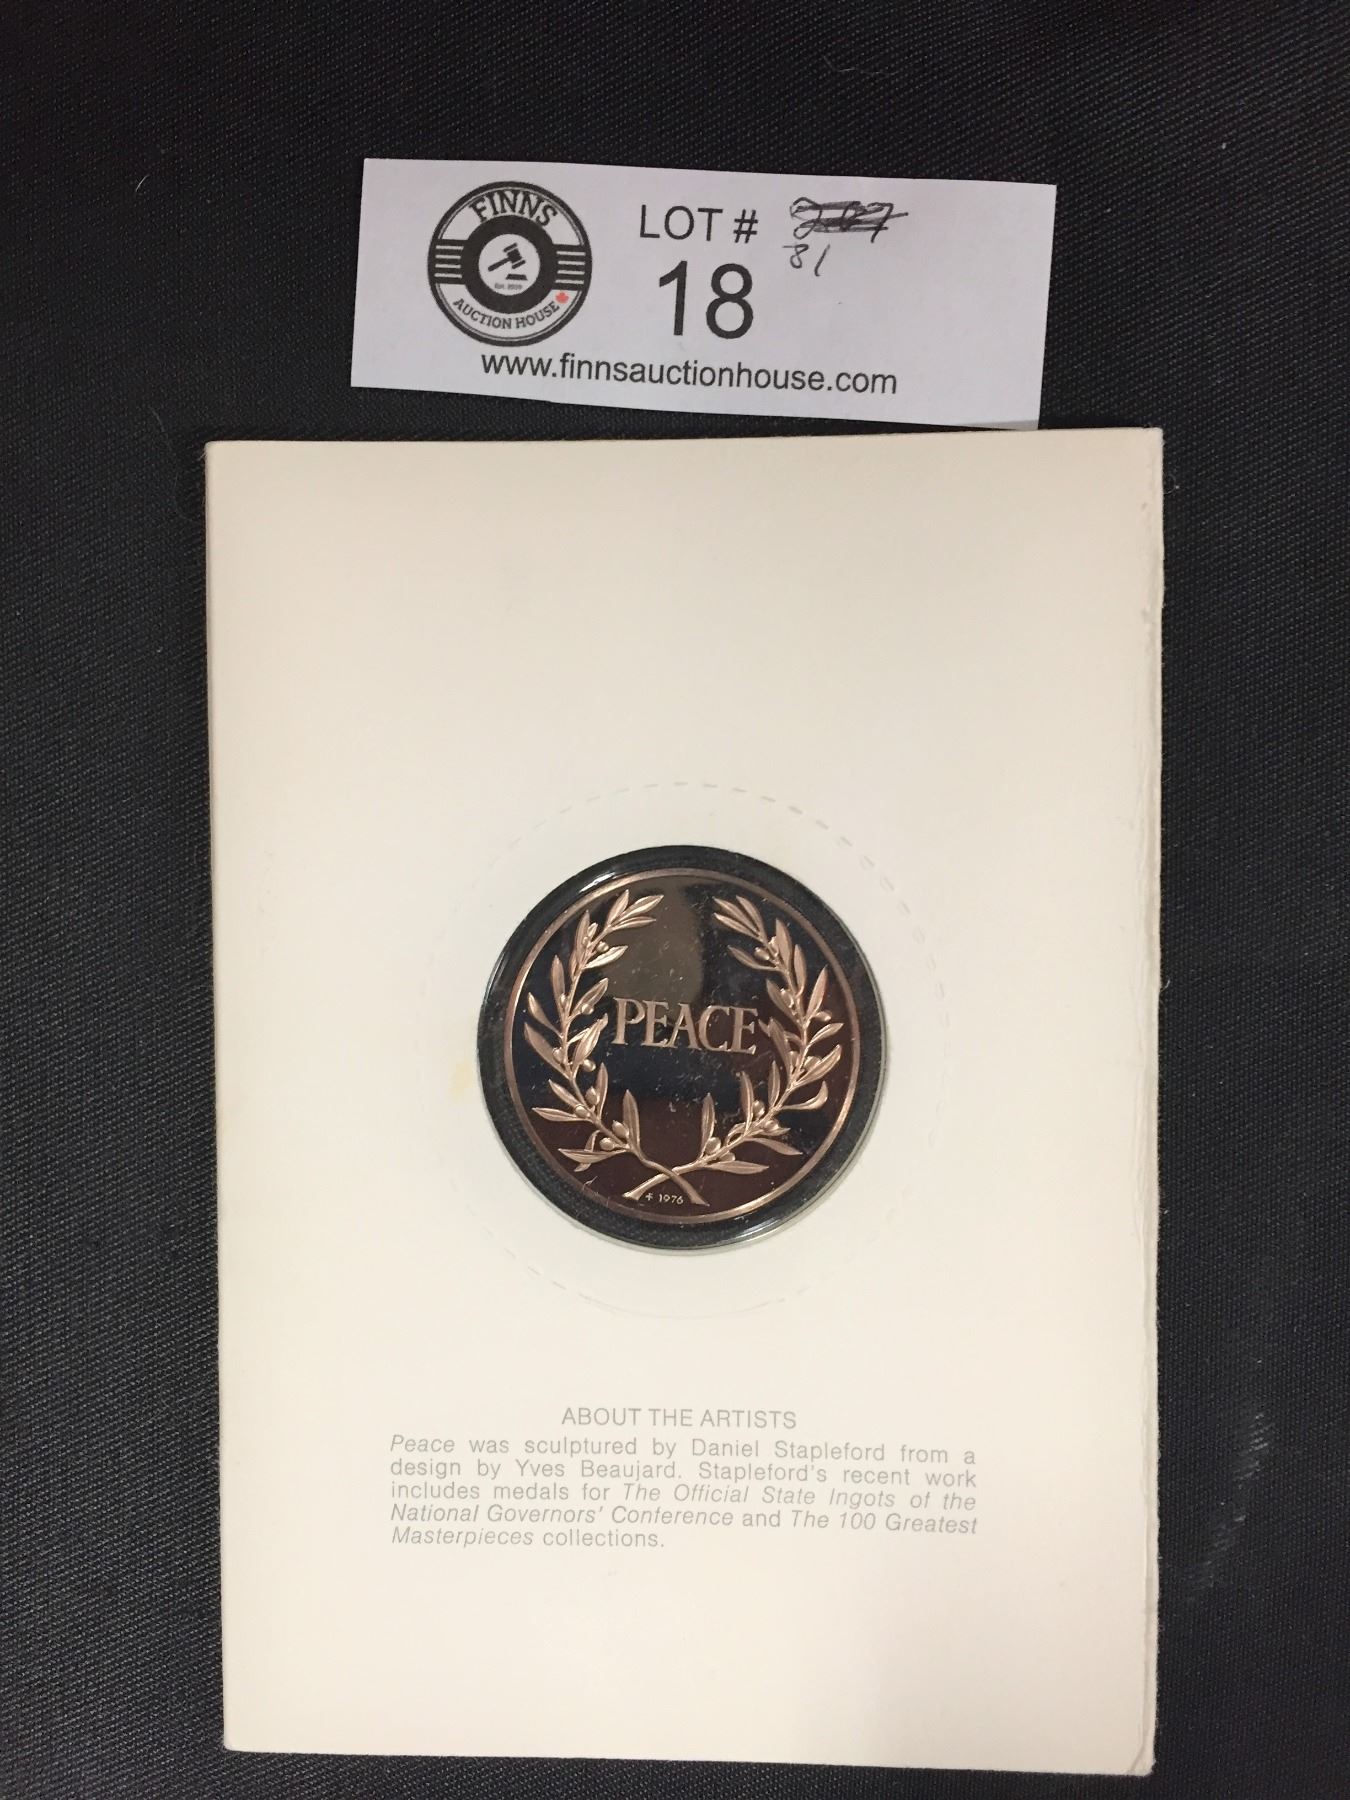 FINNS
Est. 2020
AUCTION HOUSE
LOT #
81
18
www.finnsauctionhouse.com
PEACE
1976
ABOUT THE ARTISTS
Peace was sculptured by Daniel Stapleford from a
design by Yves Beaujard. Stapleford's recent work
includes medals for The Official State Ingots of the
National Governors' Conference and The 100 Greatest
Masterpieces collections.